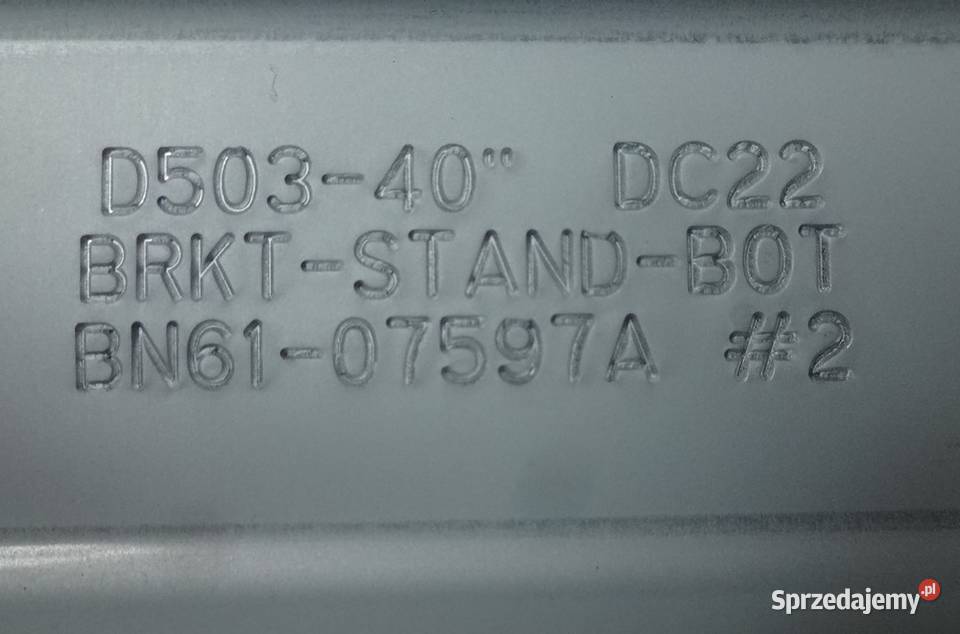 D503-40" DC22
BRKT-STAND-BOT
BN61-07597A #2
Sprzedajemy.pl